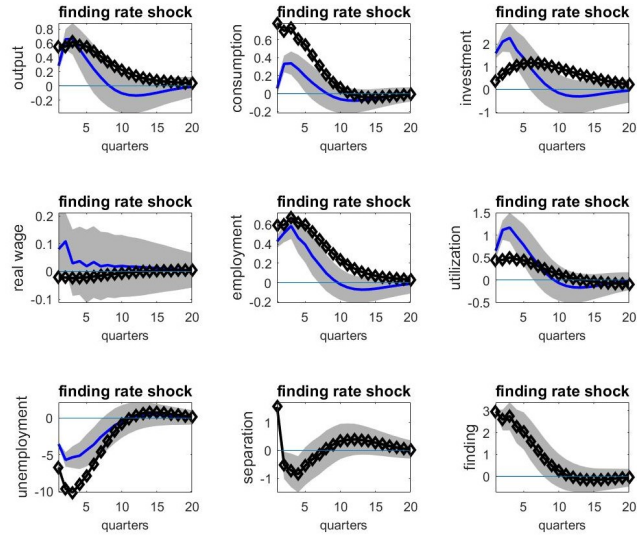 finding rate shock
output
0.8
0.6
0.4
0.2
0
-0.2
5
10
15
20
quarters
finding rate shock
consumption
0.6
0.4
0.2
0
-0.2
5
10
15
20
quarters
finding rate shock
investment
2
1
0
-1
5
10
15
20
quarters
finding rate shock
real wage
0.2
0.1
0
-0.1
5
10
15
20
quarters
finding rate shock
employment
0.6
0.4
0.2
0
-0.2
5
10
15
20
quarters
finding rate shock
utilization
1.5
1
0.5
0
-0.5
5
10
15
20
quarters
finding rate shock
unemployment
0
-5
-10
5
10
15
20
quarters
finding rate shock
separation
1
0
-1
5
10
15
20
quarters
finding rate shock
finding
3
2
1
0
5
10
15
20
quarters